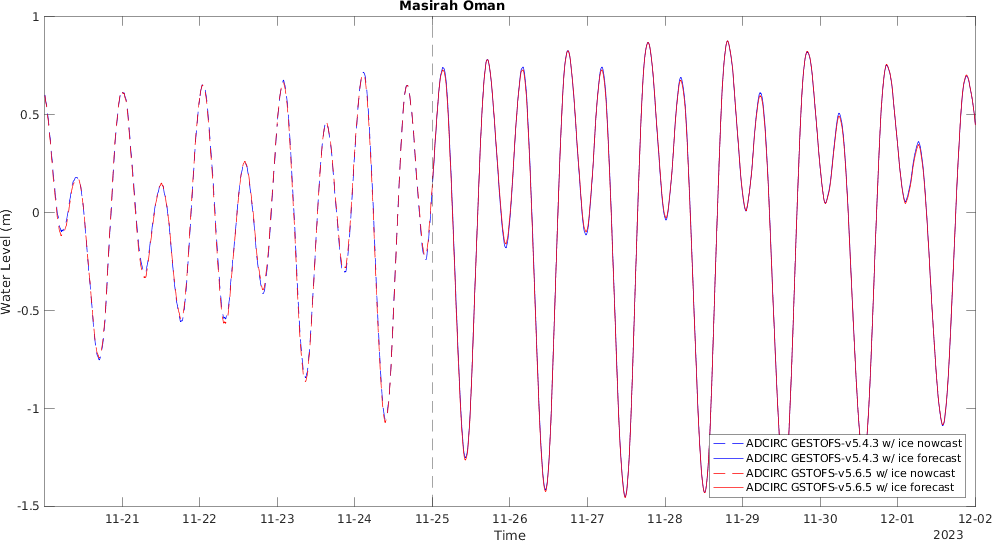 Masirah Oman
1
0.5
0
-0.5
-1
-1.5
Water Level (m)
ADCIRC GESTOFS-v5.4.3 w/ ice nowcast
ADCIRC GESTOFS-v5.4.3 w/ ice forecast
ADCIRC GSTOFS-v5.6.5 w/ ice nowcast
ADCIRC GSTOFS-v5.6.5 w/ ice forecast
11-21 11-22 11-23 11-24 11-25 11-26 11-27 11-28 11-29 11-30 12-01 12-02
Time
2023